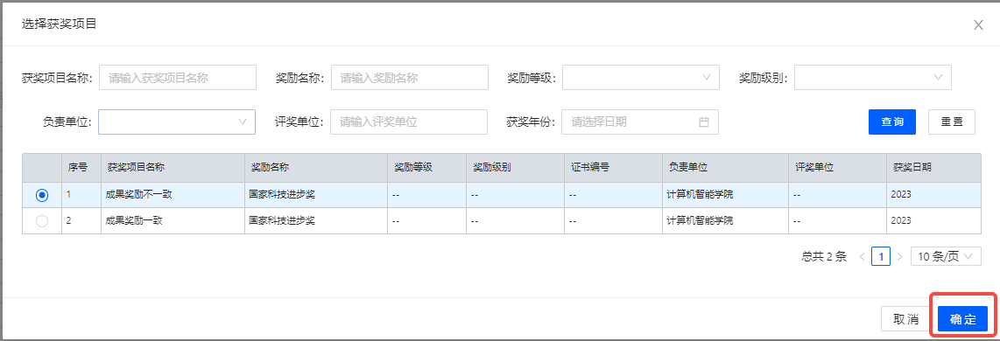 选择获奖项目
获奖项目名称: 请输入获奖项目名称 奖励名称: 请输入奖励名称 奖励等级: 奖励级别:
负责单位: 评奖单位: 请输入评奖单位 获奖年份: 请选择日期 查询 重置
序号 获奖项目名称 奖励名称 奖励等级 奖励级别 证书编号 负责单位 评奖单位 获奖日期
1 成果奖励不一致 国家科技进步奖 -- -- -- 计算机智能学院 -- 2023
2 成果奖励一致 国家科技进步奖 -- -- -- 计算机智能学院 -- 2023
总共 2 条 < 1 > 10 条/页
取消 确定